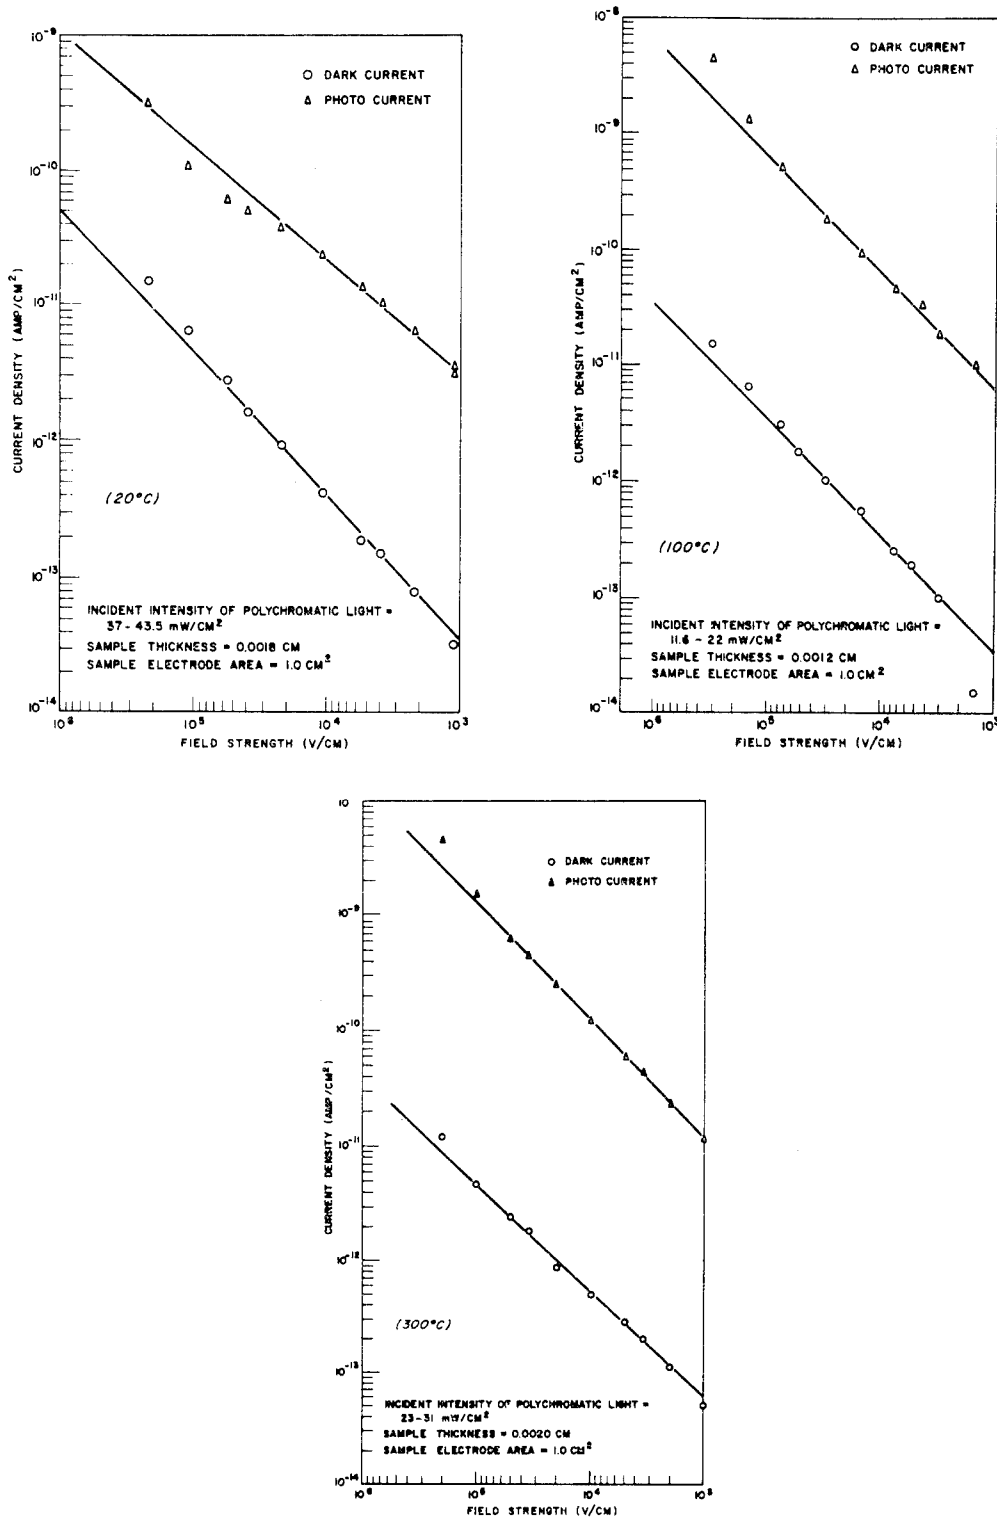 10⁻⁹
○ DARK CURRENT
△ PHOTO CURRENT
10⁻¹⁰
10⁻¹¹
10⁻¹²
10⁻¹³
10⁻¹⁴
CURRENT DENSITY (AMP/CM²)
(20°C)
INCIDENT INTENSITY OF POLYCHROMATIC LIGHT =
37 - 43.5 mW/CM²
SAMPLE THICKNESS = 0.0018 CM
SAMPLE ELECTRODE AREA = 1.0 CM²
10⁵
10⁴
10³
FIELD STRENGTH (V/CM)
10⁻⁸
○ DARK CURRENT
△ PHOTO CURRENT
10⁻⁹
10⁻¹⁰
10⁻¹¹
10⁻¹²
10⁻¹³
10⁻¹⁴
CURRENT DENSITY (AMP/CM²)
(100°C)
INCIDENT INTENSITY OF POLYCHROMATIC LIGHT =
11.6 - 22 mW/CM²
SAMPLE THICKNESS = 0.0012 CM
SAMPLE ELECTRODE AREA = 1.0 CM²
10⁶
10⁵
10⁴
10³
FIELD STRENGTH (V/CM)
10
○ DARK CURRENT
▲ PHOTO CURRENT
10⁻⁹
10⁻¹⁰
10⁻¹¹
10⁻¹²
10⁻¹³
10⁻¹⁴
CURRENT DENSITY (AMP/CM²)
(300°C)
INCIDENT INTENSITY OF POLYCHROMATIC LIGHT =
23-31 mW/CM²
SAMPLE THICKNESS = 0.0020 CM
SAMPLE ELECTRODE AREA = 1.0 CM²
10⁴
FIELD STRENGTH (V/CM)